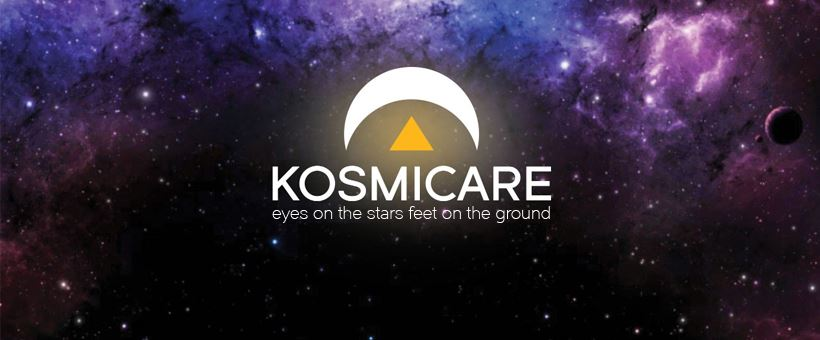 KOSMICARE
eyes on the stars feet on the ground